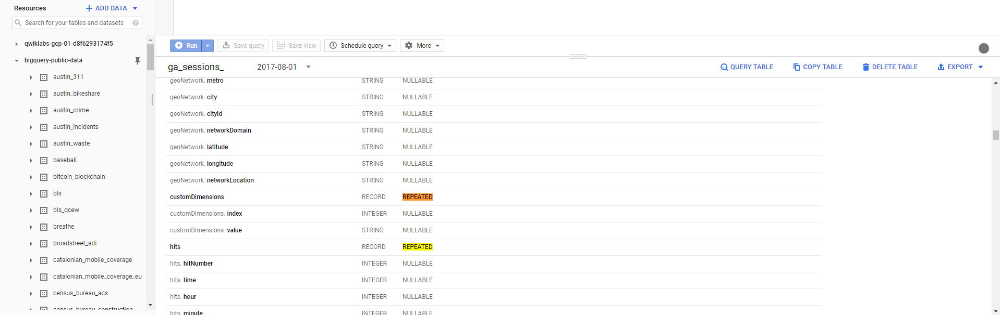 Resources
ADD DATA
Search for your tables and datasets
qwiklabs-gcp-01-d8f6293174f5
bigquery-public-data
austin_311
austin_bikeshare
austin_crime
austin_incidents
austin_waste
baseball
bitcoin_blockchain
bls
bls_qcew
breathe
broadstreet_adi
catalonian_mobile_coverage
catalonian_mobile_coverage_eu
census_bureau_acs
census_bureau_construction
Run Save query Save view Schedule query More
ga_sessions_ 2017-08-01 QUERY TABLE COPY TABLE DELETE TABLE EXPORT
geoNetwork. metro STRING NULLABLE
geoNetwork. city STRING NULLABLE
geoNetwork. cityId STRING NULLABLE
geoNetwork. networkDomain STRING NULLABLE
geoNetwork. latitude STRING NULLABLE
geoNetwork. longitude STRING NULLABLE
geoNetwork. networkLocation STRING NULLABLE
customDimensions RECORD REPEATED
customDimensions. index INTEGER NULLABLE
customDimensions. value STRING NULLABLE
hits RECORD REPEATED
hits. hitNumber INTEGER NULLABLE
hits. time INTEGER NULLABLE
hits. hour INTEGER NULLABLE
hits. minute INTEGER NULLABLE